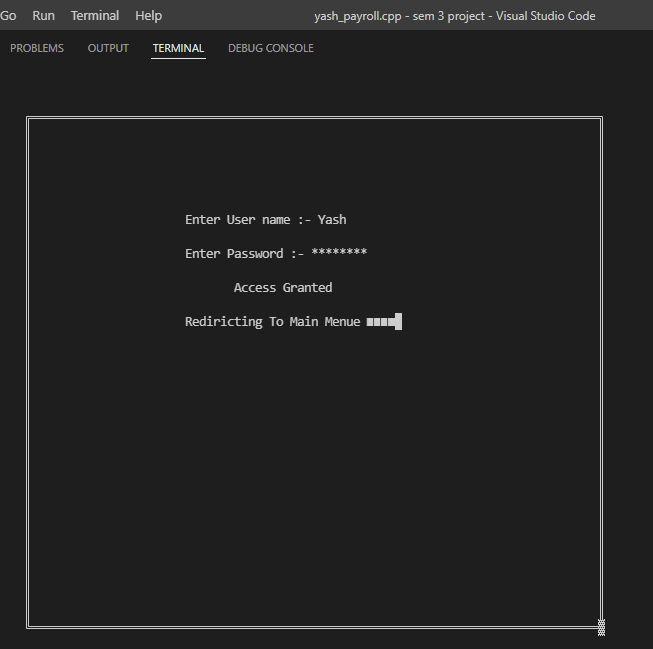 Go Run Terminal Help yash_payroll.cpp - sem 3 project - Visual Studio Code
PROBLEMS OUTPUT TERMINAL DEBUG CONSOLE
Enter User name :- Yash
Enter Password :- ********
Access Granted
Rediricting To Main Menue ■■■■